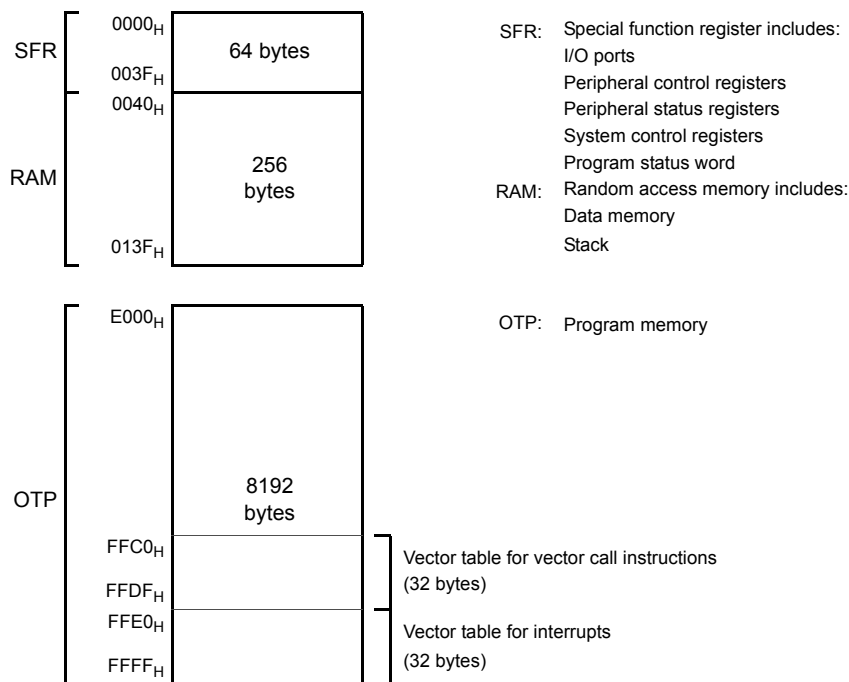 0000H
SFR
64 bytes
003FH
0040H
RAM
256
bytes
013FH
SFR: Special function register includes:
I/O ports
Peripheral control registers
Peripheral status registers
System control registers
Program status word
RAM: Random access memory includes:
Data memory
Stack
E000H
OTP: Program memory
OTP
8192
bytes
FFC0H
FFDFH
Vector table for vector call instructions
(32 bytes)
FFE0H
FFFFH
Vector table for interrupts
(32 bytes)